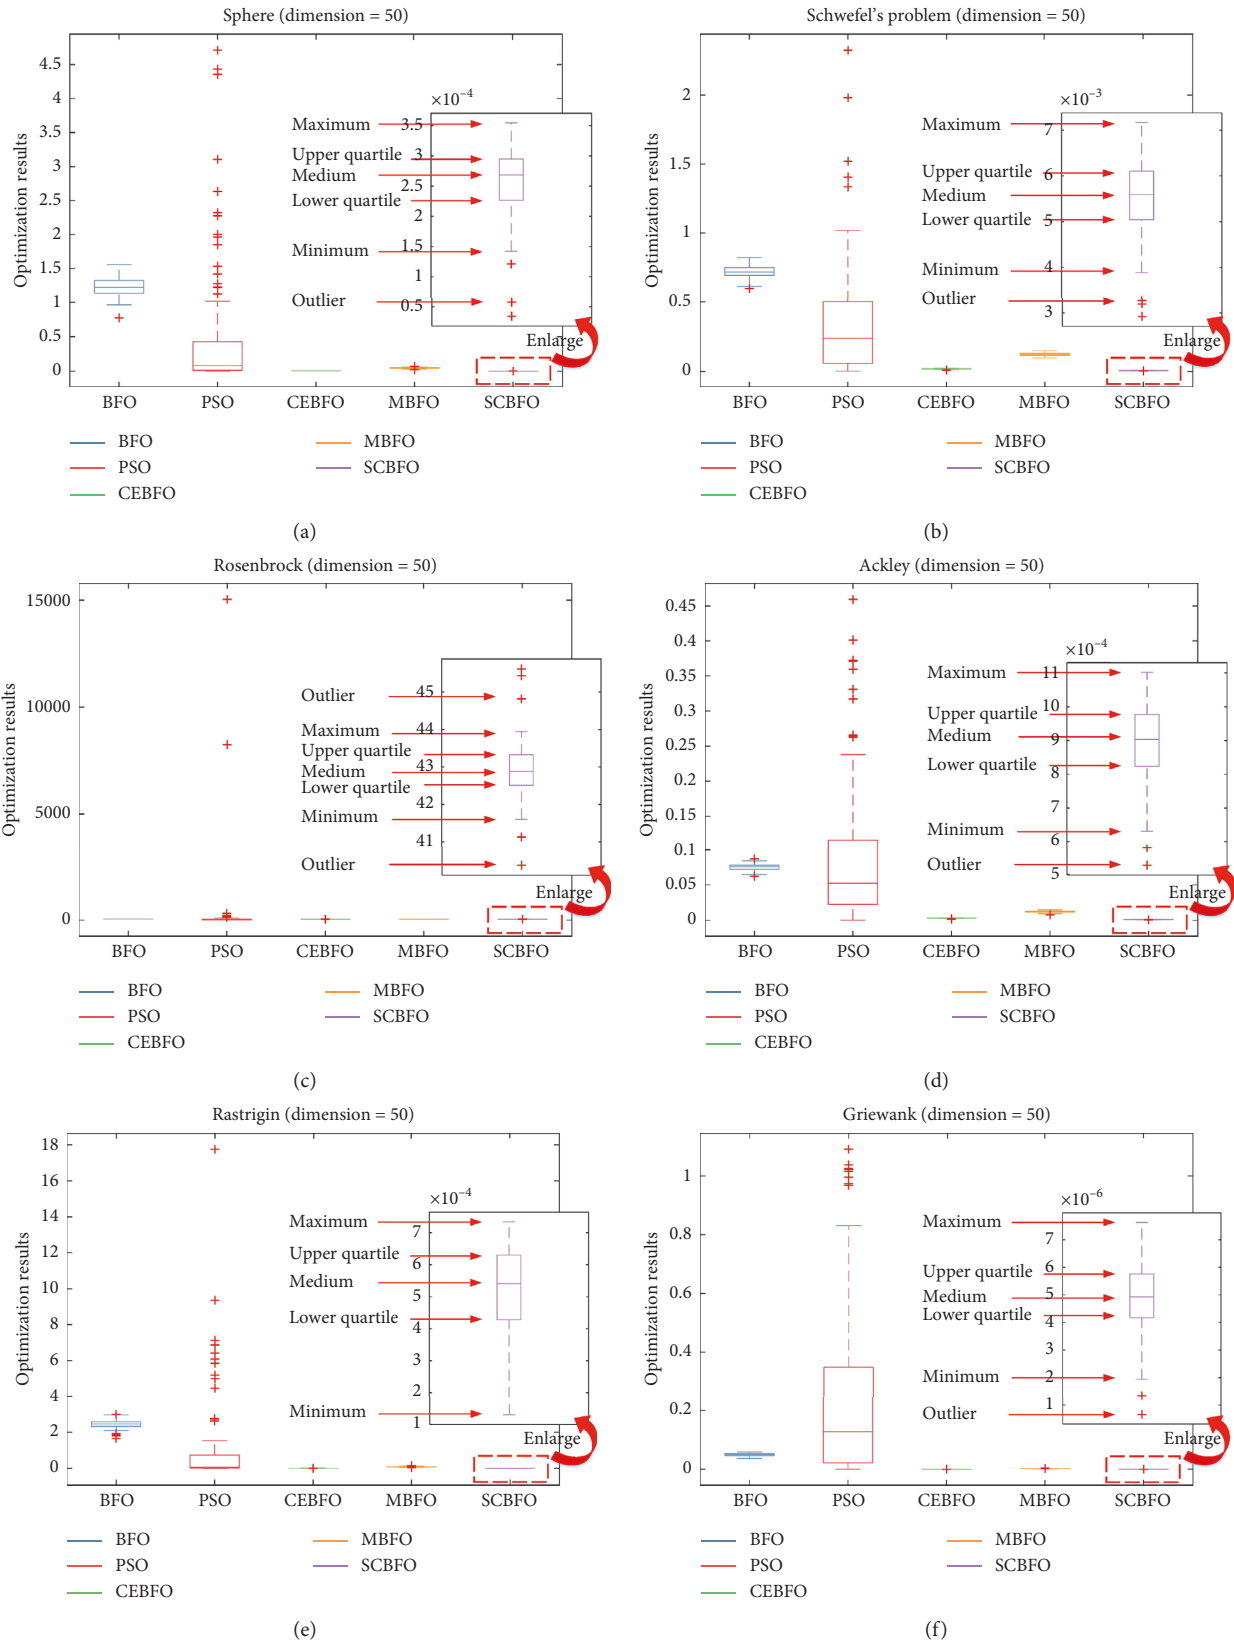 Sphere (dimension = 50)
Optimization results
4.5
4
3.5
3
2.5
2
1.5
1
0.5
0
×10–4
3.5
3
2.5
2
1.5
1
0.5
Maximum
Upper quartile
Medium
Lower quartile
Minimum
Outlier
Enlarge
BFO PSO CEBFO MBFO SCBFO
BFO
PSO
CEBFO
MBFO
SCBFO
(a)
Schwefel's problem (dimension = 50)
Optimization results
2
1.5
1
0.5
0
×10–3
7
6
5
4
3
Maximum
Upper quartile
Medium
Lower quartile
Minimum
Outlier
Enlarge
BFO PSO CEBFO MBFO SCBFO
BFO
PSO
CEBFO
MBFO
SCBFO
(b)
Rosenbrock (dimension = 50)
Optimization results
15000
10000
5000
0
45
44
43
42
41
Outlier
Maximum
Upper quartile
Medium
Lower quartile
Minimum
Outlier
Enlarge
BFO PSO CEBFO MBFO SCBFO
BFO
PSO
CEBFO
MBFO
SCBFO
(c)
Ackley (dimension = 50)
Optimization results
0.45
0.4
0.35
0.3
0.25
0.2
0.15
0.1
0.05
0
×10–4
11
10
9
8
7
6
5
Maximum
Upper quartile
Medium
Lower quartile
Minimum
Outlier
Enlarge
BFO PSO CEBFO MBFO SCBFO
BFO
PSO
CEBFO
MBFO
SCBFO
(d)
Rastrigin (dimension = 50)
Optimization results
18
16
14
12
10
8
6
4
2
0
×10–4
7
6
5
4
3
2
1
Maximum
Upper quartile
Medium
Lower quartile
Minimum
Enlarge
BFO PSO CEBFO MBFO SCBFO
BFO
PSO
CEBFO
MBFO
SCBFO
(e)
Griewank (dimension = 50)
Optimization results
1
0.8
0.6
0.4
0.2
0
×10–6
7
6
5
4
3
2
1
Maximum
Upper quartile
Medium
Lower quartile
Minimum
Outlier
Enlarge
BFO PSO CEBFO MBFO SCBFO
BFO
PSO
CEBFO
MBFO
SCBFO
(f)